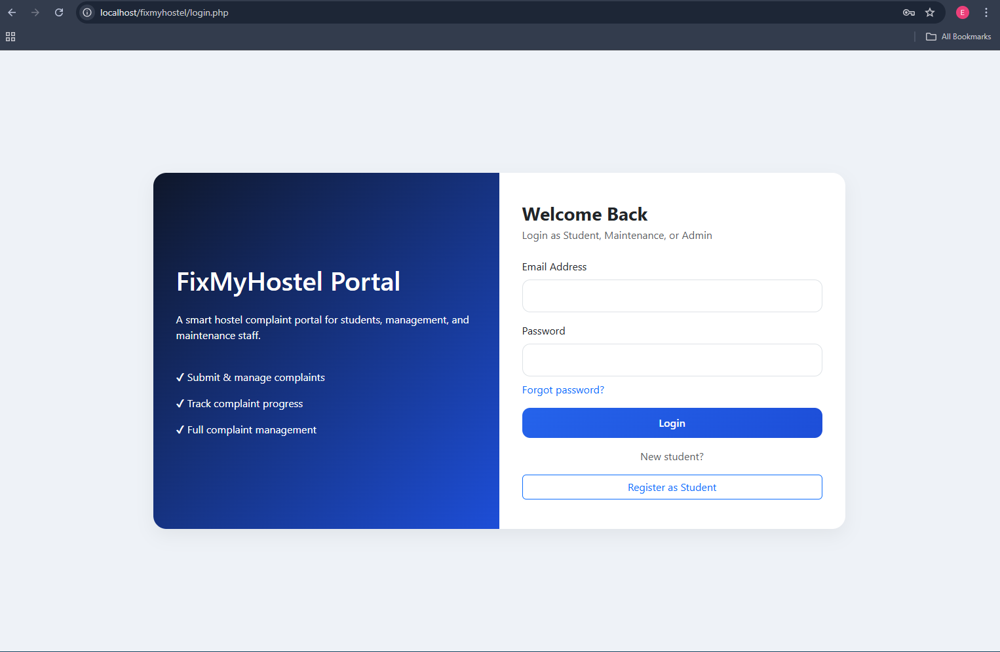 localhost/fixmyhostel/login.php
E
All Bookmarks
FixMyHostel Portal
A smart hostel complaint portal for students, management, and
maintenance staff.
✓ Submit & manage complaints
✓ Track complaint progress
✓ Full complaint management
Welcome Back
Login as Student, Maintenance, or Admin
Email Address
Password
Forgot password?
Login
New student?
Register as Student